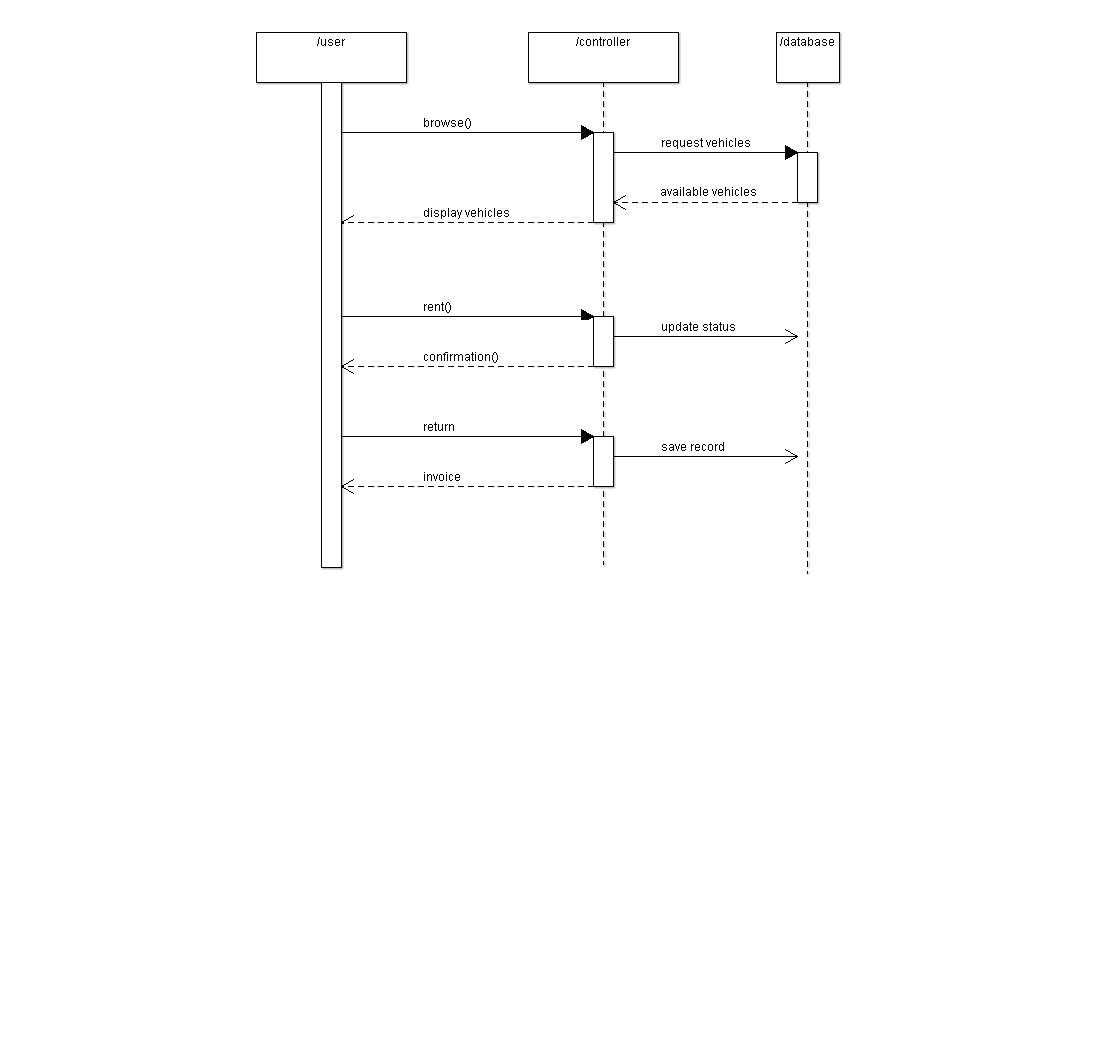 /user
/controller
/database
browse()
request vehicles
available vehicles
display vehicles
rent()
update status
confirmation()
return
save record
invoice